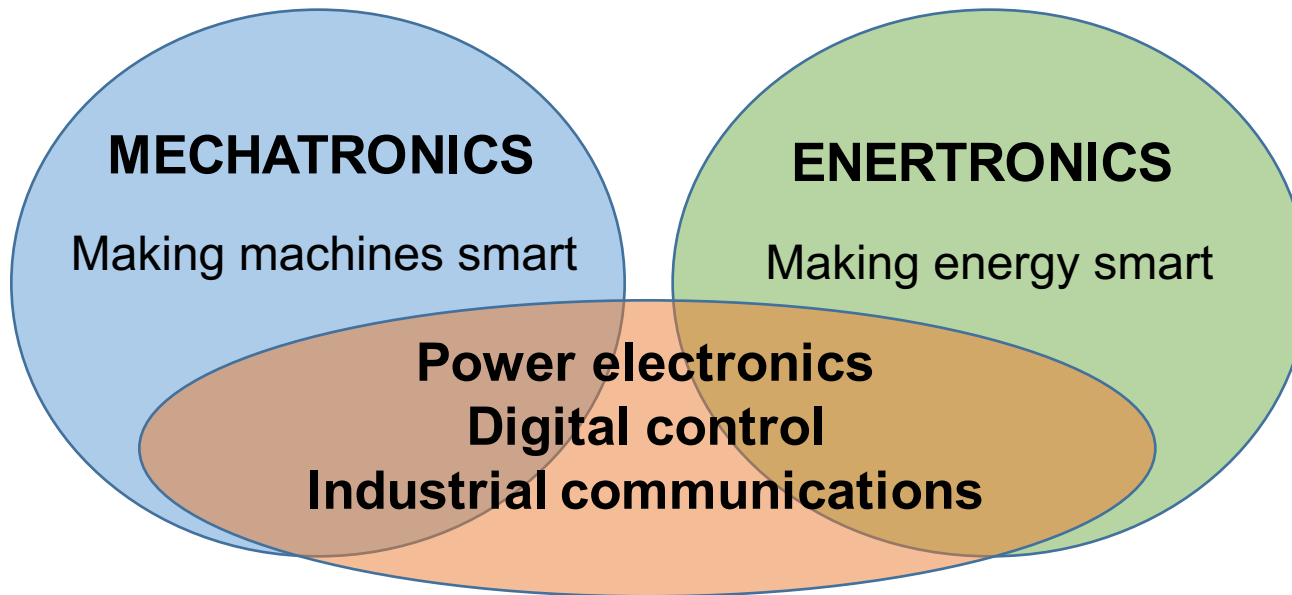 MECHATRONICS
Making machines smart
ENERTRONICS
Making energy smart
Power electronics
Digital control
Industrial communications